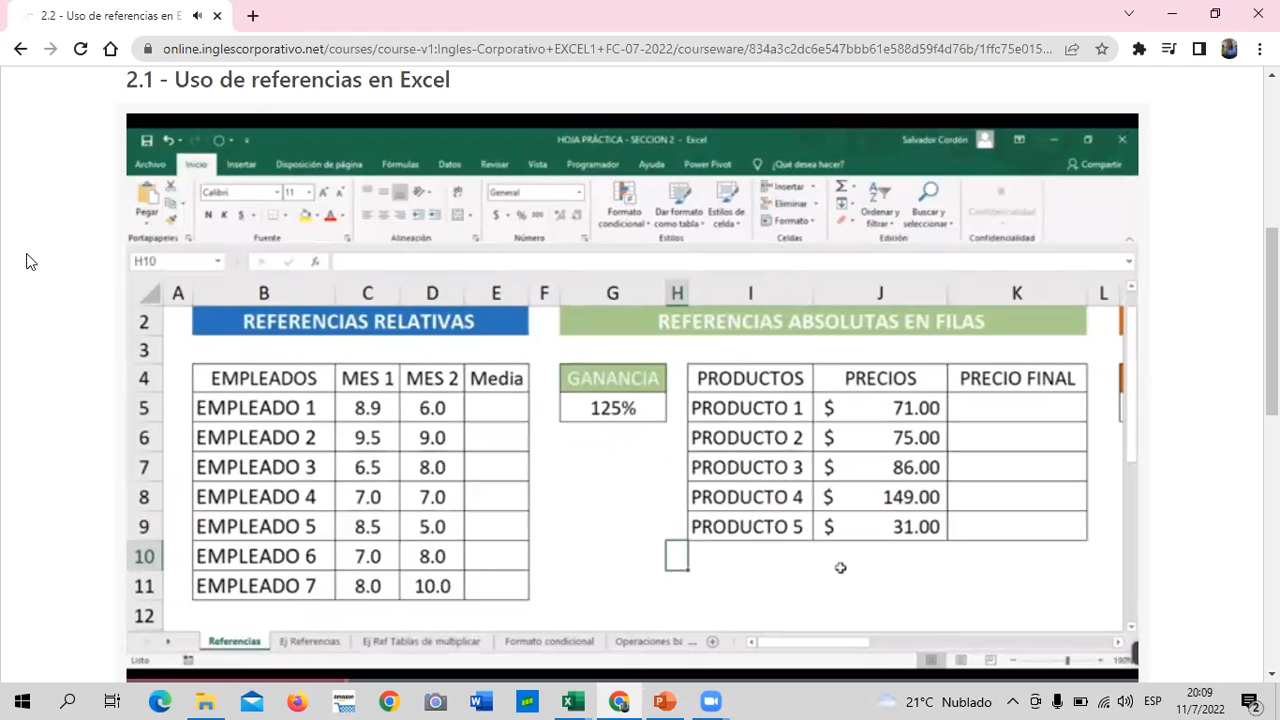 2.2 - Uso de referencias en E
online.inglescorporativo.net/courses/course-v1:Ingles-Corporativo+EXCEL1+FC-07-2022/courseware/834a3c2dc6e547bbb61e588d59f4d76b/1ffc75e015...
2.1 - Uso de referencias en Excel
HOJA PRÁCTICA - SECCION 2 - Excel
Salvador Cordón
Archivo Inicio Insertar Disposición de página Fórmulas Datos Revisar Vista Programador Ayuda Power Pivot ¿Qué desea hacer? Compartir
Calibri 11 General Insertar
Pegar N K S $ % 000 Formato condicional Dar formato como tabla Estilos de celda Eliminar Formato Ordenar y filtrar Buscar y seleccionar Confidencialidad
Portapapeles Fuente Alineación Número Estilos Celdas Edición Confidencialidad
H10 fx
A B C D E F G H I J K L
2 REFERENCIAS RELATIVAS REFERENCIAS ABSOLUTAS EN FILAS
3
4 EMPLEADOS MES 1 MES 2 Media GANANCIA PRODUCTOS PRECIOS PRECIO FINAL
5 EMPLEADO 1 8.9 6.0 125% PRODUCTO 1 $ 71.00
6 EMPLEADO 2 9.5 9.0 PRODUCTO 2 $ 75.00
7 EMPLEADO 3 6.5 8.0 PRODUCTO 3 $ 86.00
8 EMPLEADO 4 7.0 7.0 PRODUCTO 4 $ 149.00
9 EMPLEADO 5 8.5 5.0 PRODUCTO 5 $ 31.00
10 EMPLEADO 6 7.0 8.0
11 EMPLEADO 7 8.0 10.0
12
Referencias Ej Referencias Ej Ref Tablas de multiplicar Formato condicional Operaciones ba ...
Listo 190%
21°C Nublado ESP 20:09
11/7/2022 2